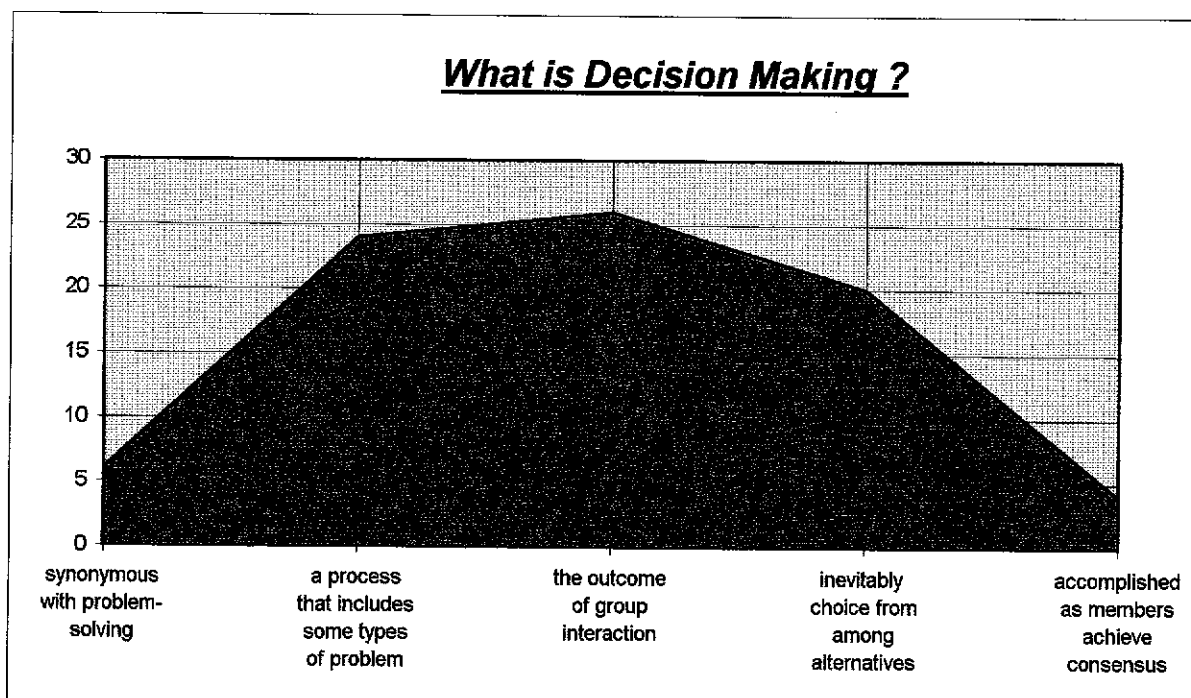 What is Decision Making ?
30
25
20
15
10
5
0
synonymous
with problem-
solving
a process
that includes
some types
of problem
the outcome
of group
interaction
inevitably
choice from
among
alternatives
accomplished
as members
achieve
consensus